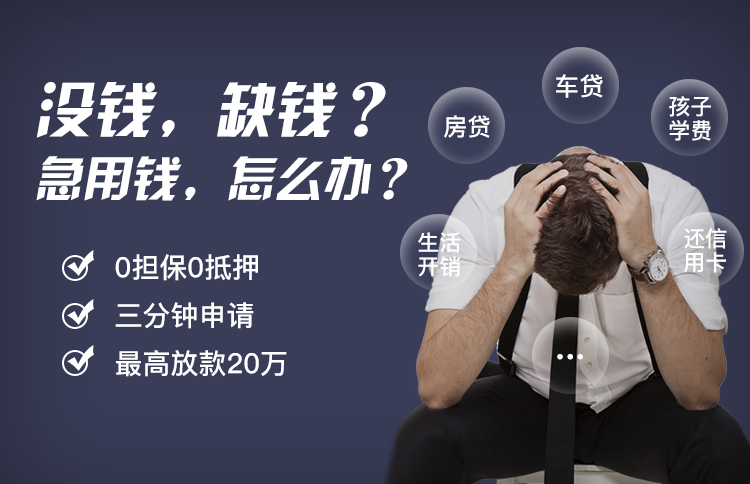 没钱，缺钱？
急用钱，怎么办？
0担保0抵押
三分钟申请
最高放款20万
房贷
车贷
孩子
学费
生活
开销
还信
用卡
...